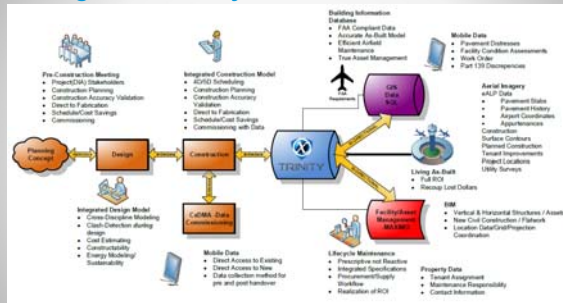 Building Information
Database
• FAA Compliant Data
• Accurate As-Built Model
• Efficient Airfield
Maintenance
• True Asset Management
Mobile Data
• Pavement Distresses
• Facility Condition Assessments
• Work Order
• Part 139 Discrepancies
Pre-Construction Meeting
• Project(DIA) Stakeholders
• Construction Planning
• Construction Accuracy Validation
• Direct to Fabrication
• Schedule/Cost Savings
• Commissioning
Integrated Construction Model
• 4D/5D Scheduling
• Construction Planning
• Construction Accuracy
Validation
• Direct to Fabrication
• Schedule/Cost Savings
• Commissioning with Data
FAA
Requirements
GIS
Data
SQL
Aerial Imagery
• eALP Data
• Pavement Slabs
• Pavement History
• Airport Coordinates
• Appurtenances
• Construction
• Surface Contours
• Planned Construction
• Tenant Improvements
• Project Locations
• Utility Surveys
Planning
Concept
Design
Construction
TRINITY
Living As-Built
• Full ROI
• Recoup Lost Dollars
Integrated Design Model
• Cross-Discipline Modeling
• Clash-Detection during
design
• Cost Estimating
• Constructability
• Energy Modeling/
Sustainability
CaDMA -Data
Commissioning
Facility/Asset
Management
MAXIMO
BIM
• Vertical & Horizontal Structures / Assets
• New Civil Construction / Flatwork
• Location Data/Grid/Projection
Coordination
Mobile Data
• Direct Access to Existing
• Direct Access to New
• Data collection method for
pre and post handover
Lifecycle Maintenance
• Prescriptive not Reactive
• Integrated Specifications
• Procurement/Supply
Workflow
• Realization of ROI
Property Data
• Tenant Assignment
• Maintenance Responsibility
• Contact Information